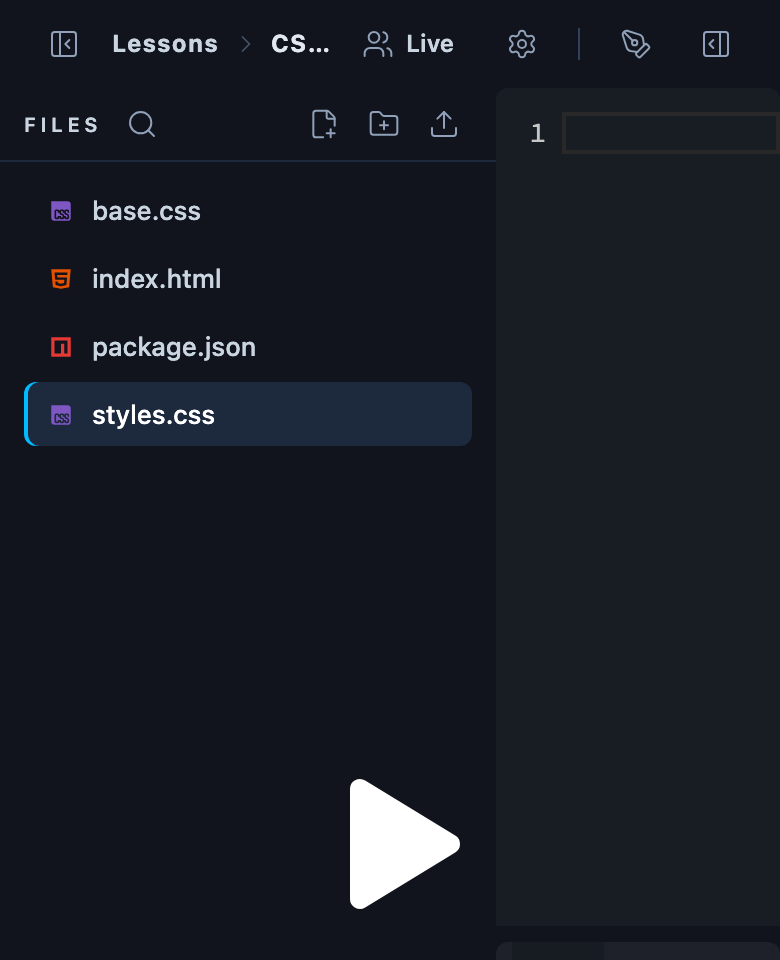 Lessons > CS... Live
FILES
1
base.css
index.html
package.json
styles.css